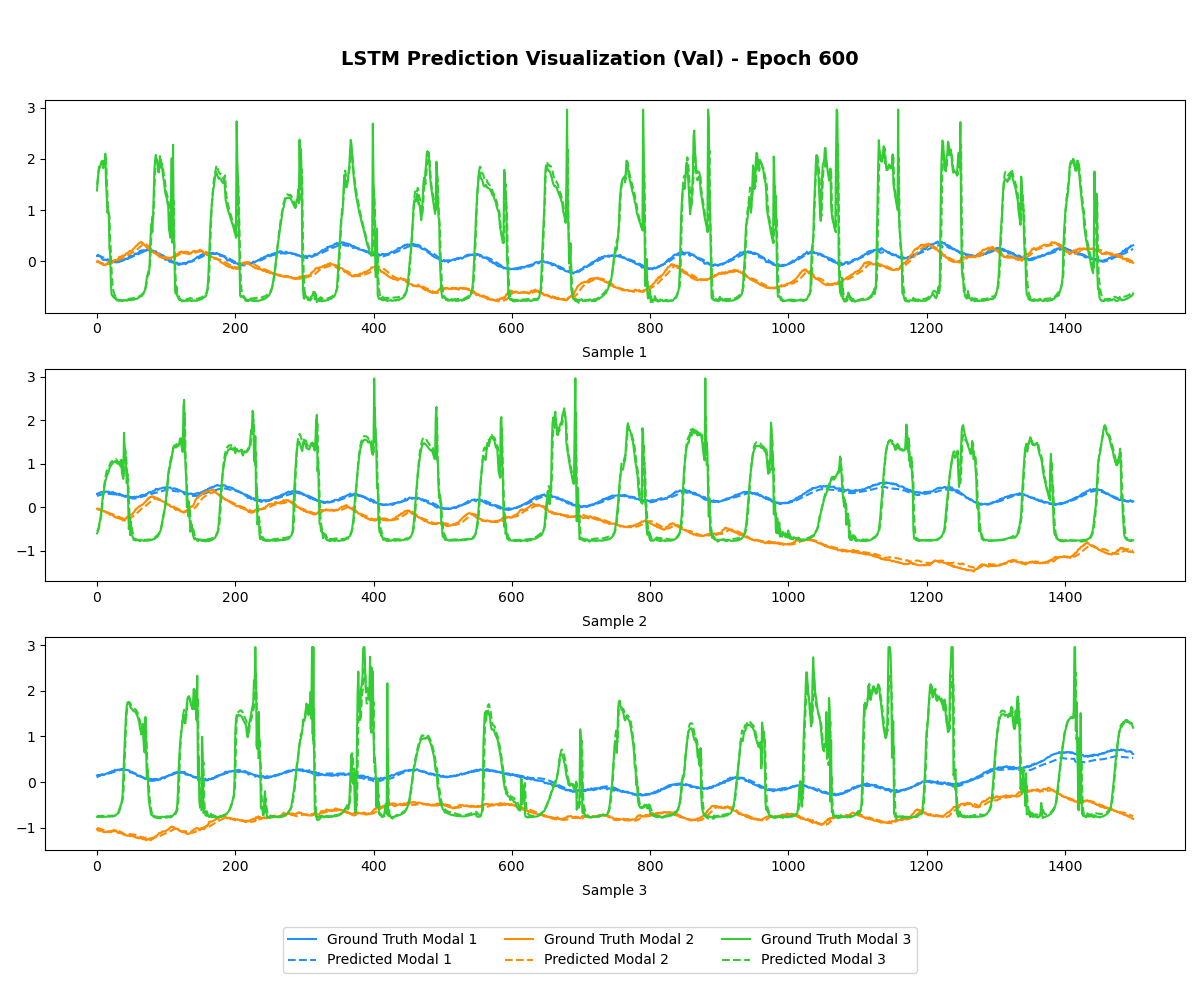 LSTM Prediction Visualization (Val) - Epoch 600
3
2
1
0
0 200 400 600 800 1000 1200 1400
Sample 1
3
2
1
0
−1
0 200 400 600 800 1000 1200 1400
Sample 2
3
2
1
0
−1
0 200 400 600 800 1000 1200 1400
Sample 3
Ground Truth Modal 1 Ground Truth Modal 2 Ground Truth Modal 3
Predicted Modal 1 Predicted Modal 2 Predicted Modal 3